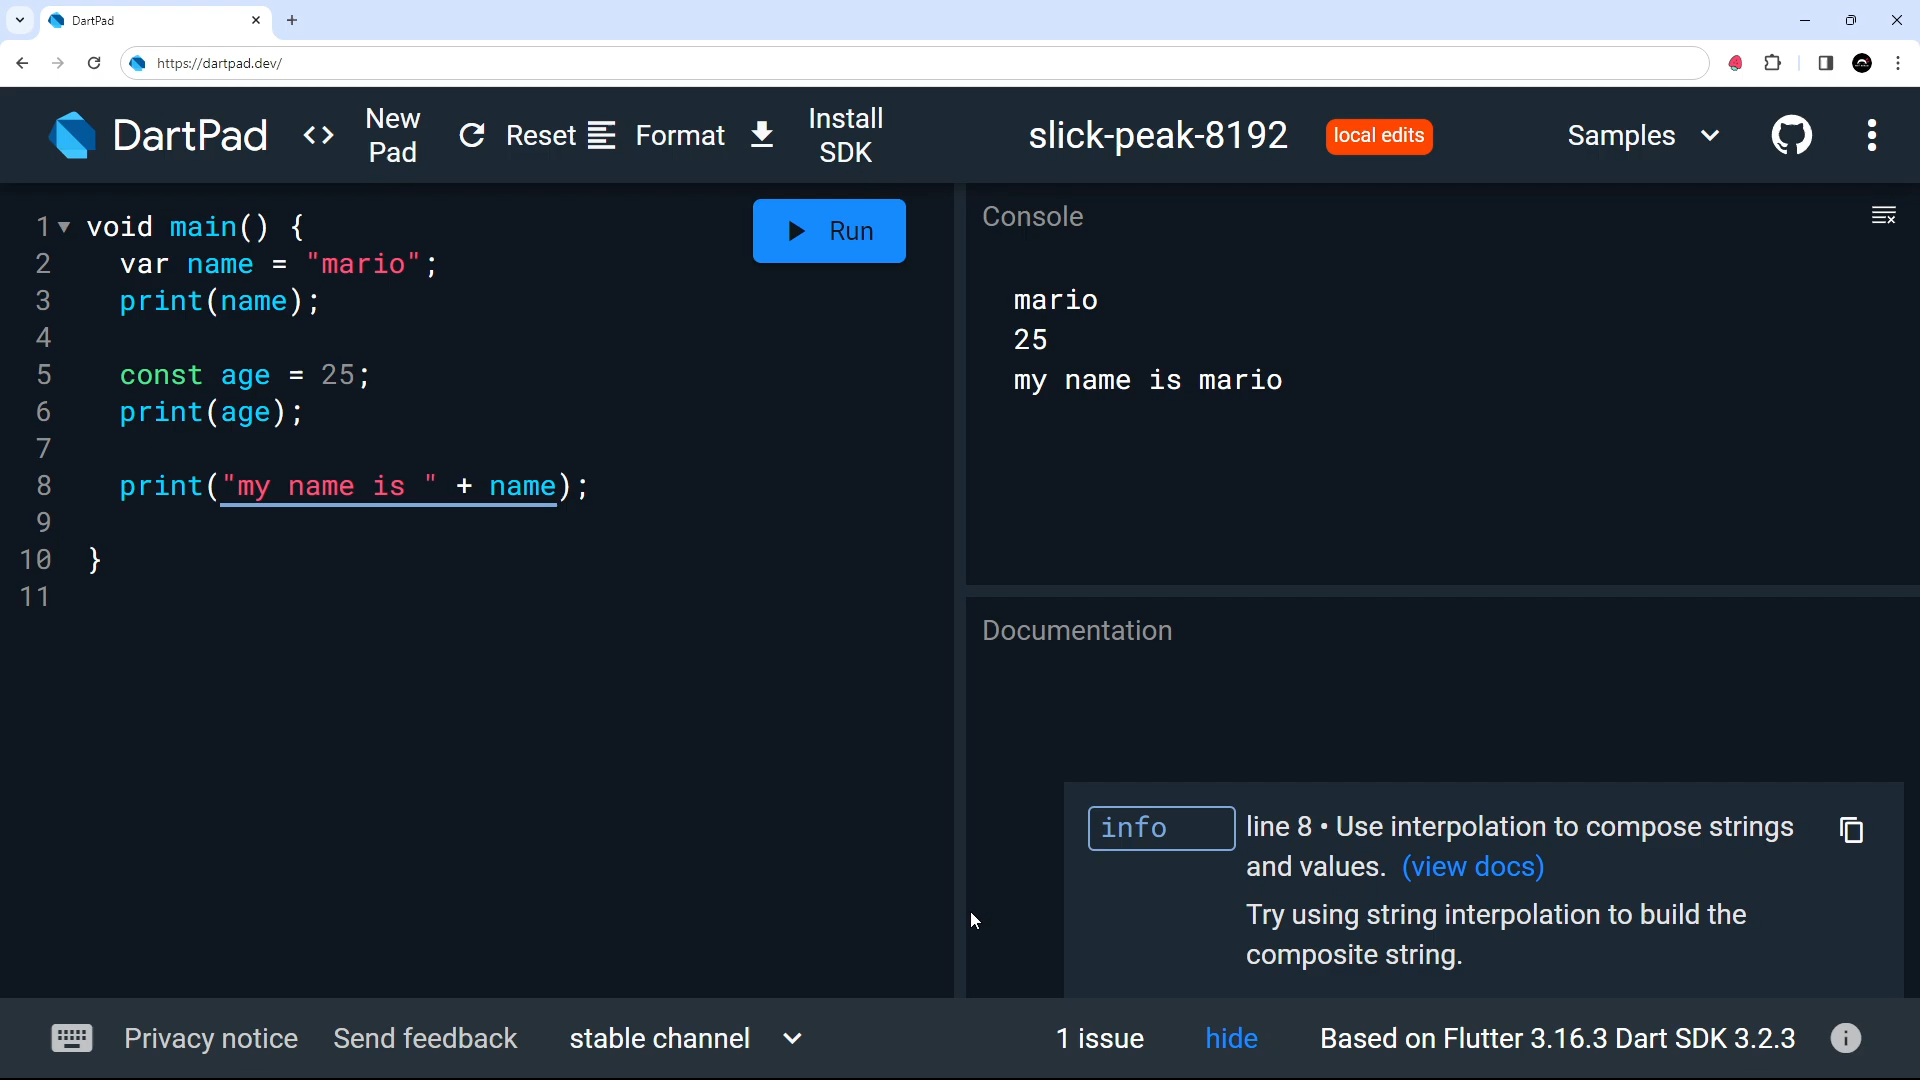 DartPad
https://dartpad.dev/
DartPad
<> New Pad
Reset
Format
Install SDK
slick-peak-8192
local edits
Samples
1 void main() {
2 var name = "mario";
3 print(name);
4
5 const age = 25;
6 print(age);
7
8 print("my name is " + name);
9
10 }
11
Run
Console
mario
25
my name is mario
Documentation
info
line 8 • Use interpolation to compose strings
and values. (view docs)
Try using string interpolation to build the
composite string.
Privacy notice
Send feedback
stable channel
1 issue
hide
Based on Flutter 3.16.3 Dart SDK 3.2.3